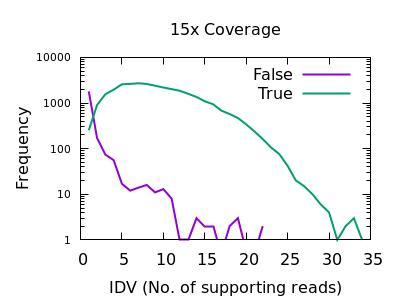 15x Coverage
False
True
Frequency
10000
1000
100
10
1
0 5 10 15 20 25 30 35
IDV (No. of supporting reads)